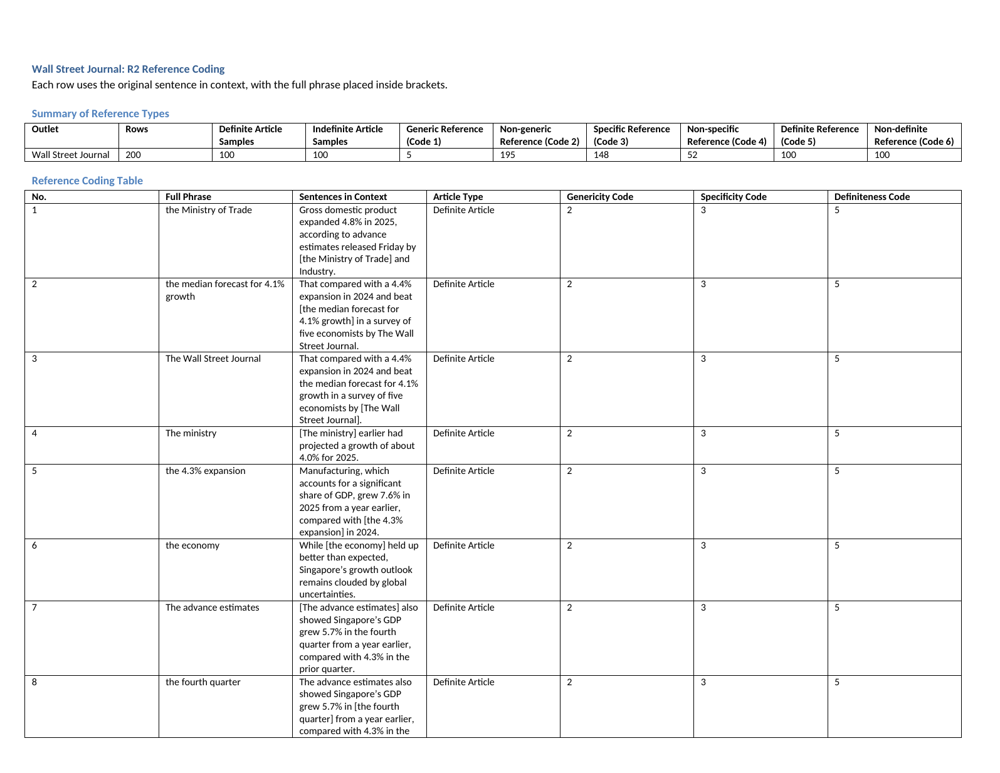 Wall Street Journal: R2 Reference Coding
Each row uses the original sentence in context, with the full phrase placed inside brackets.
Summary of Reference Types
Outlet Rows Definite Article Samples Indefinite Article Samples Generic Reference (Code 1) Non-generic Reference (Code 2) Specific Reference (Code 3) Non-specific Reference (Code 4) Definite Reference (Code 5) Non-definite Reference (Code 6)
Wall Street Journal 200 100 100 5 195 148 52 100 100
Reference Coding Table
No. Full Phrase Sentences in Context Article Type Genericity Code Specificity Code Definiteness Code
1 the Ministry of Trade Gross domestic product Definite Article 2 3 5
expanded 4.8% in 2025,
according to advance
estimates released Friday by
[the Ministry of Trade] and
Industry.
2 the median forecast for 4.1% That compared with a 4.4% Definite Article 2 3 5
growth expansion in 2024 and beat
[the median forecast for
4.1% growth] in a survey of
five economists by The Wall
Street Journal.
3 The Wall Street Journal That compared with a 4.4% Definite Article 2 3 5
expansion in 2024 and beat
the median forecast for 4.1%
growth in a survey of five
economists by [The Wall
Street Journal].
4 The ministry [The ministry] earlier had Definite Article 2 3 5
projected a growth of about
4.0% for 2025.
5 the 4.3% expansion Manufacturing, which Definite Article 2 3 5
accounts for a significant
share of GDP, grew 7.6% in
2025 from a year earlier,
compared with [the 4.3%
expansion] in 2024.
6 the economy While [the economy] held up Definite Article 2 3 5
better than expected,
Singapore’s growth outlook
remains clouded by global
uncertainties.
7 The advance estimates [The advance estimates] also Definite Article 2 3 5
showed Singapore’s GDP
grew 5.7% in the fourth
quarter from a year earlier,
compared with 4.3% in the
prior quarter.
8 the fourth quarter The advance estimates also Definite Article 2 3 5
showed Singapore’s GDP
grew 5.7% in [the fourth
quarter] from a year earlier,
compared with 4.3% in the